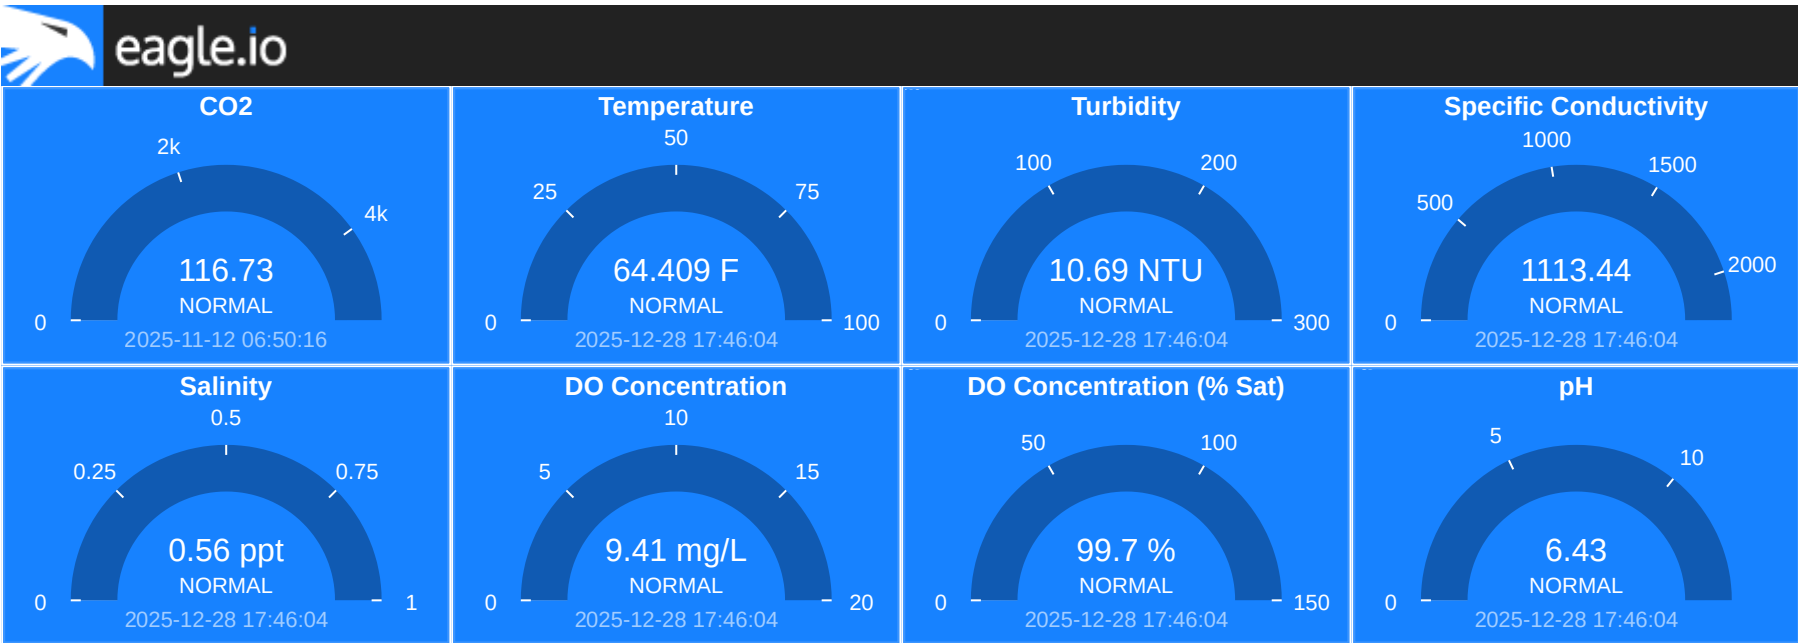 eagle.io
CO2
0
2k
4k
116.73
NORMAL
2025-11-12 06:50:16
Temperature
0
25
50
75
100
64.409 F
NORMAL
2025-12-28 17:46:04
Turbidity
0
100
200
300
10.69 NTU
NORMAL
2025-12-28 17:46:04
Specific Conductivity
0
500
1000
1500
2000
1113.44
NORMAL
2025-12-28 17:46:04
Salinity
0
0.25
0.5
0.75
1
0.56 ppt
NORMAL
2025-12-28 17:46:04
DO Concentration
0
5
10
15
20
9.41 mg/L
NORMAL
2025-12-28 17:46:04
DO Concentration (% Sat)
0
50
100
150
99.7 %
NORMAL
2025-12-28 17:46:04
pH
0
5
10
6.43
NORMAL
2025-12-28 17:46:04